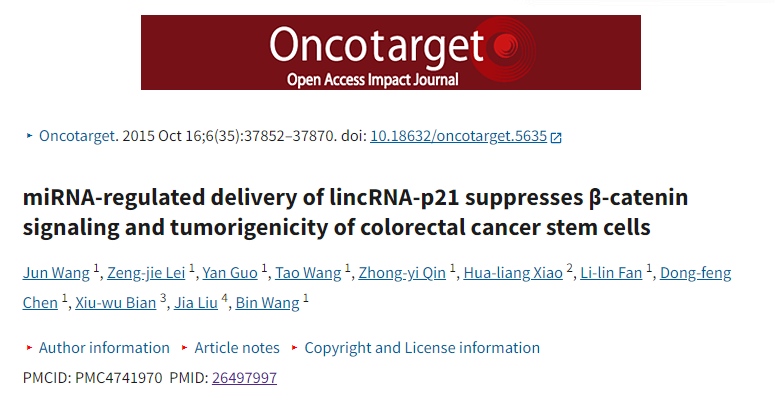 Oncotarget
Open Access Impact Journal
Oncotarget. 2015 Oct 16;6(35):37852–37870. doi: 10.18632/oncotarget.5635
miRNA-regulated delivery of lincRNA-p21 suppresses β-catenin
signaling and tumorigenicity of colorectal cancer stem cells
Jun Wang 1, Zeng-jie Lei 1, Yan Guo 1, Tao Wang 1, Zhong-yi Qin 1, Hua-liang Xiao 2, Li-lin Fan 1, Dong-feng
Chen 1, Xiu-wu Bian 3, Jia Liu 4, Bin Wang 1
Author information Article notes Copyright and License information
PMCID: PMC4741970 PMID: 26497997